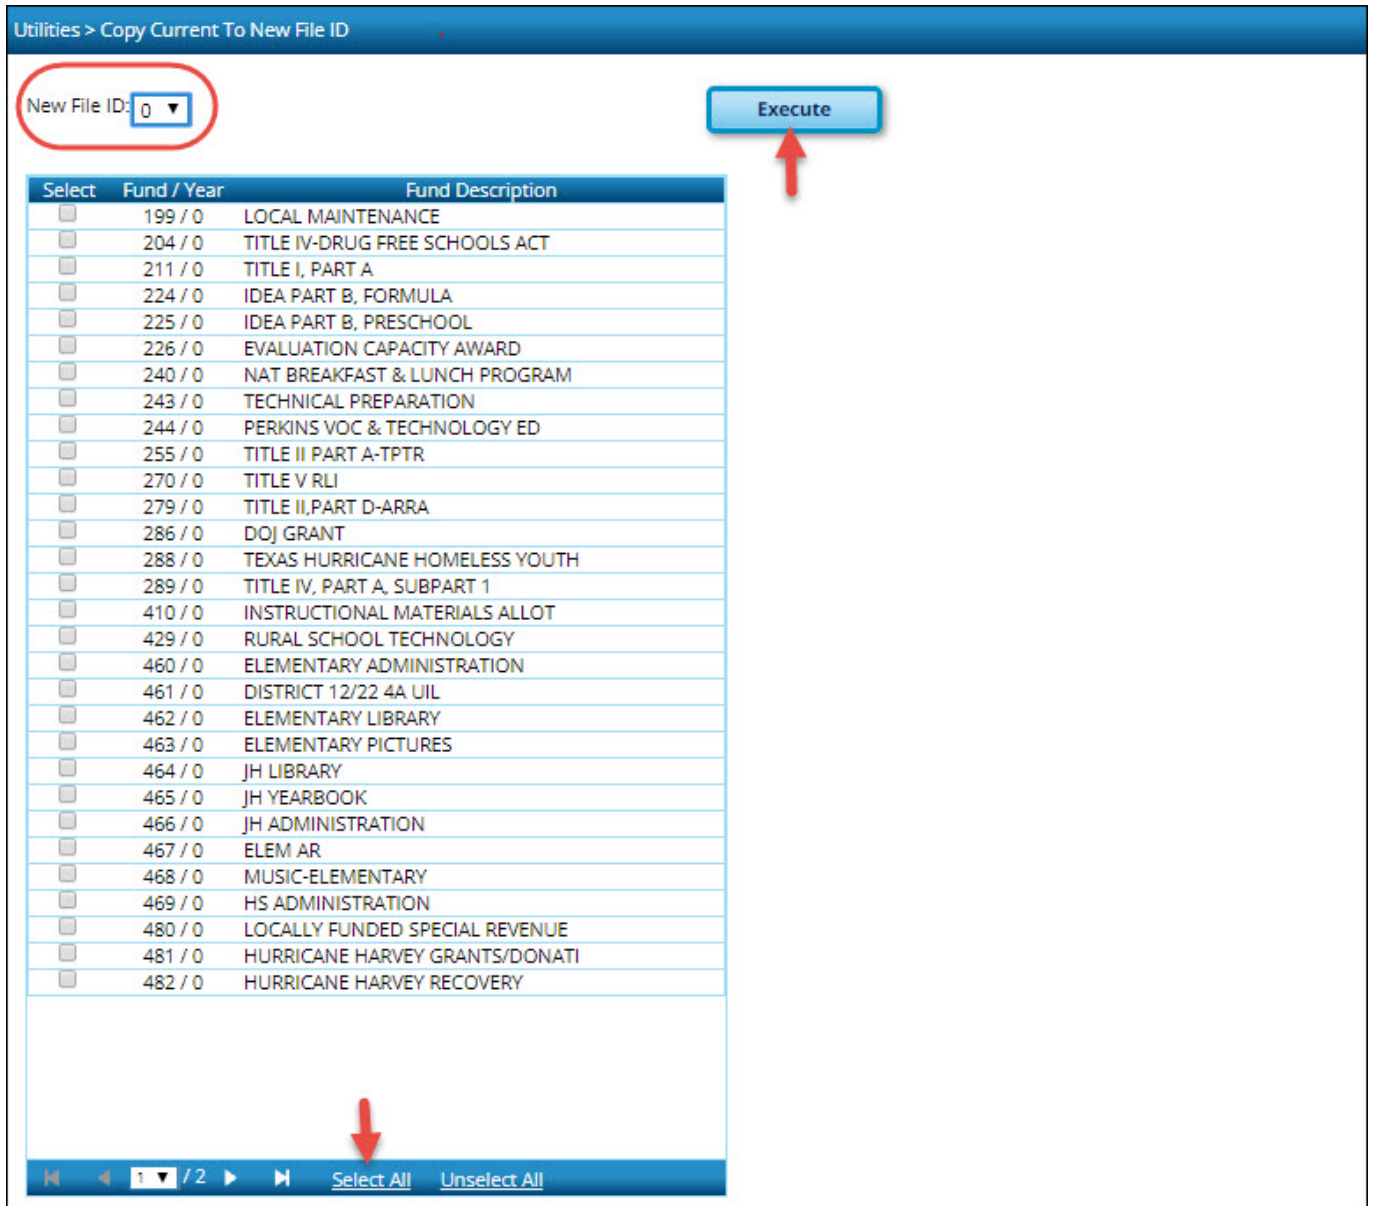 Utilities > Copy Current To New File ID
New File ID: 0
Execute
Select Fund / Year Fund Description
199 / 0 LOCAL MAINTENANCE
204 / 0 TITLE IV-DRUG FREE SCHOOLS ACT
211 / 0 TITLE I, PART A
224 / 0 IDEA PART B, FORMULA
225 / 0 IDEA PART B, PRESCHOOL
226 / 0 EVALUATION CAPACITY AWARD
240 / 0 NAT BREAKFAST & LUNCH PROGRAM
243 / 0 TECHNICAL PREPARATION
244 / 0 PERKINS VOC & TECHNOLOGY ED
255 / 0 TITLE II PART A-TPTR
270 / 0 TITLE V RLI
279 / 0 TITLE II,PART D-ARRA
286 / 0 DOJ GRANT
288 / 0 TEXAS HURRICANE HOMELESS YOUTH
289 / 0 TITLE IV, PART A, SUBPART 1
410 / 0 INSTRUCTIONAL MATERIALS ALLOT
429 / 0 RURAL SCHOOL TECHNOLOGY
460 / 0 ELEMENTARY ADMINISTRATION
461 / 0 DISTRICT 12/22 4A UIL
462 / 0 ELEMENTARY LIBRARY
463 / 0 ELEMENTARY PICTURES
464 / 0 JH LIBRARY
465 / 0 JH YEARBOOK
466 / 0 JH ADMINISTRATION
467 / 0 ELEM AR
468 / 0 MUSIC-ELEMENTARY
469 / 0 HS ADMINISTRATION
480 / 0 LOCALLY FUNDED SPECIAL REVENUE
481 / 0 HURRICANE HARVEY GRANTS/DONATI
482 / 0 HURRICANE HARVEY RECOVERY
1 / 2 Select All Unselect All